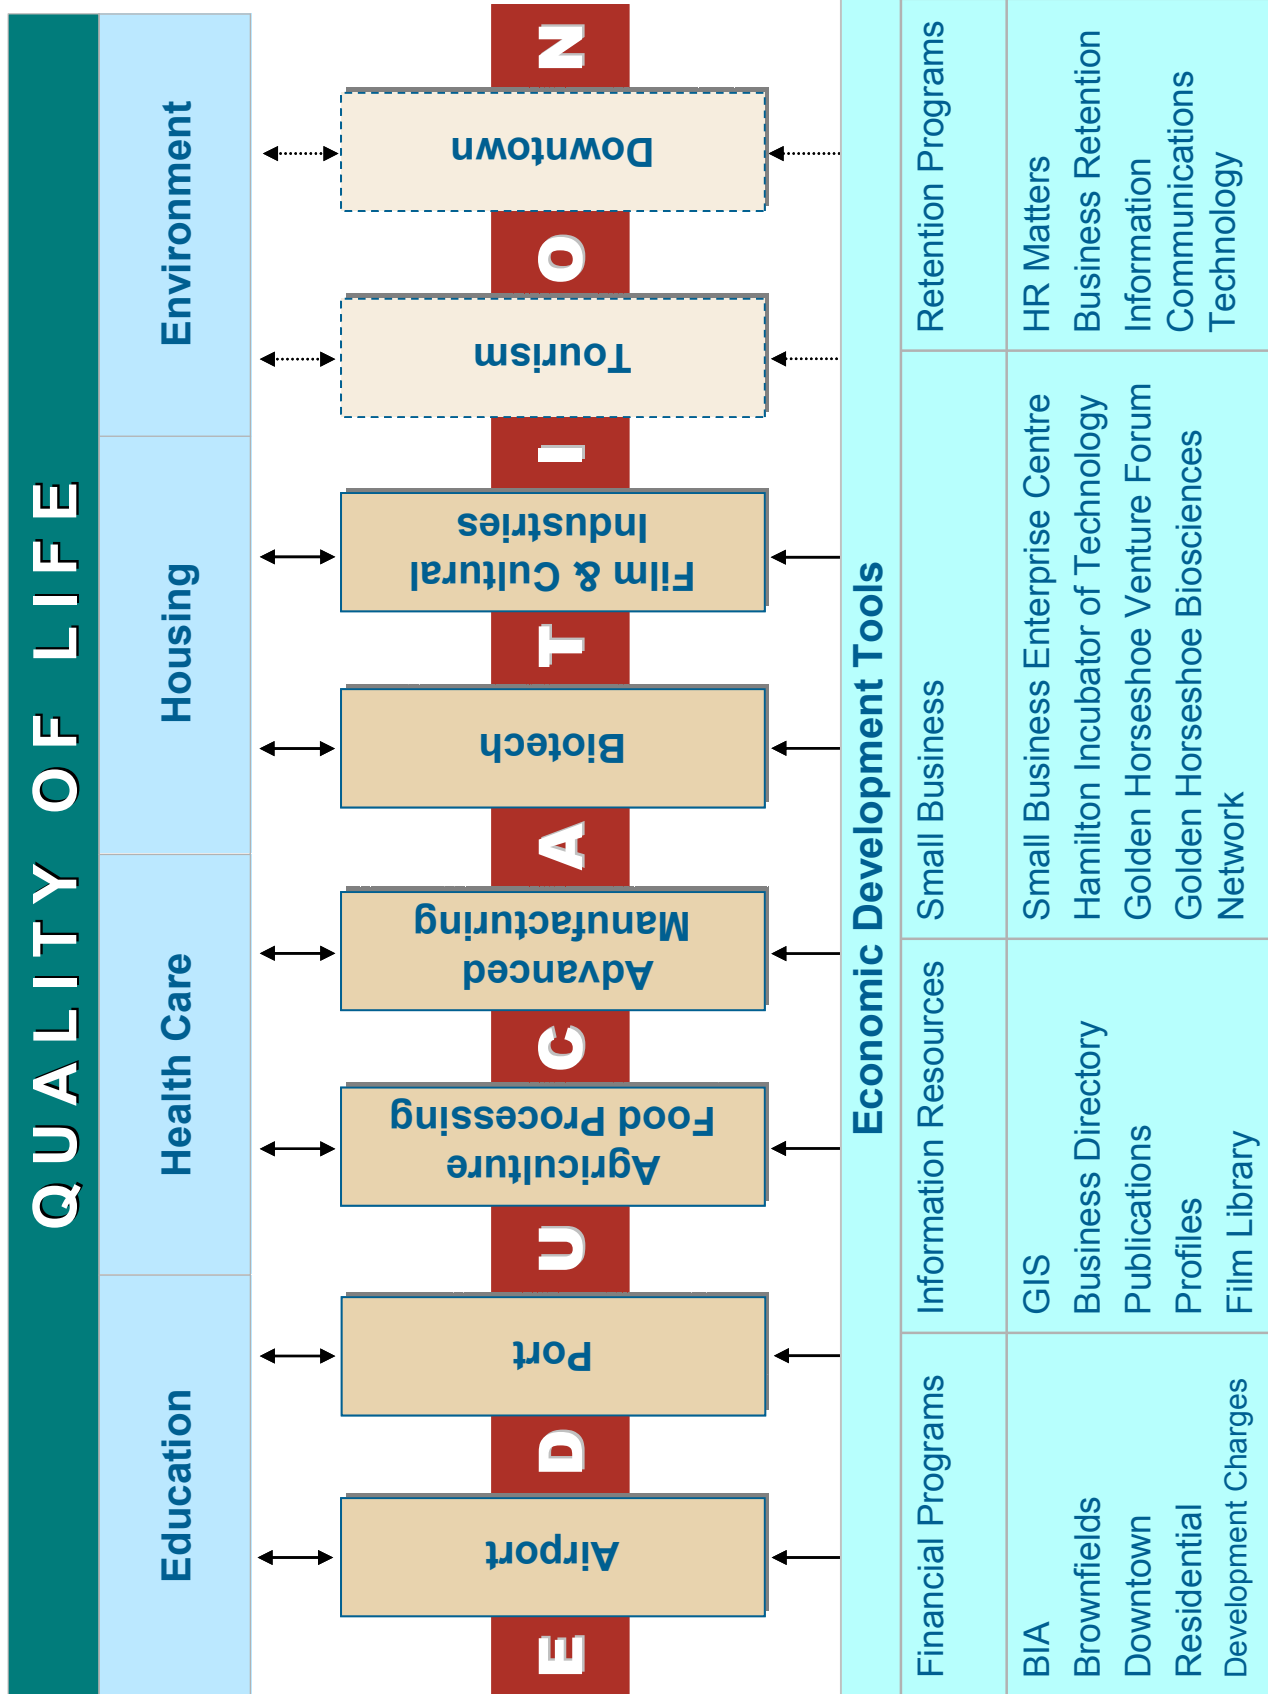 QUALITY OF LIFE
Education
Health Care
Housing
Environment
EDUCATION
Airport
Port
Agriculture
Food Processing
Advanced
Manufacturing
Biotech
Film & Cultural
Industries
Tourism
Downtown
Economic Development Tools
Financial Programs
Information Resources
Small Business
Retention Programs
BIA
Brownfields
Downtown
Residential
Development Charges
GIS
Business Directory
Publications
Profiles
Film Library
Small Business Enterprise Centre
Hamilton Incubator of Technology
Golden Horseshoe Venture Forum
Golden Horseshoe Biosciences
Network
HR Matters
Business Retention
Information
Communications
Technology